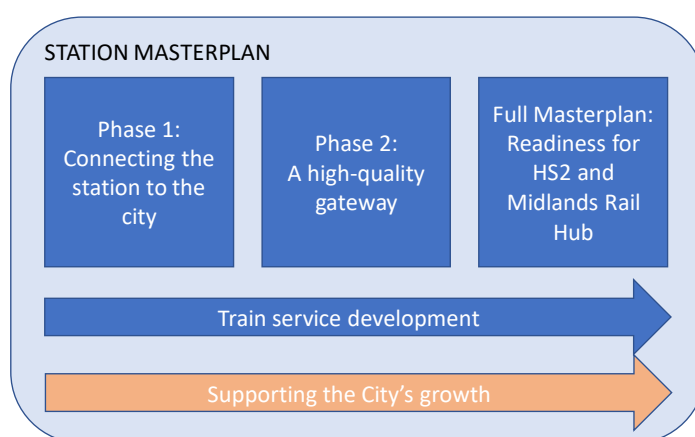 STATION MASTERPLAN
Phase 1:
Connecting the
station to the
city
Phase 2:
A high-quality
gateway
Full Masterplan:
Readiness for
HS2 and
Midlands Rail
Hub
Train service development
Supporting the City's growth